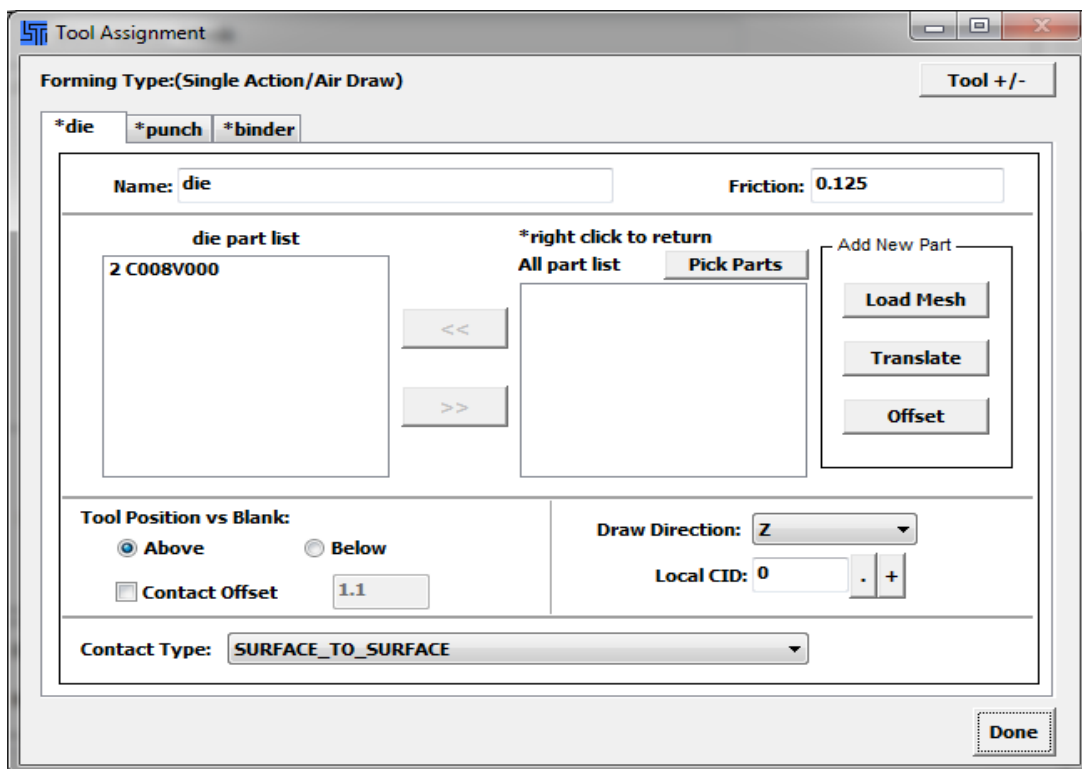 Tool Assignment
Forming Type:(Single Action/Air Draw)
Tool +/-
*die
*punch
*binder
Name: die
Friction: 0.125
die part list
*right click to return
All part list
Pick Parts
2 C008V000
<<
>>
Add New Part
Load Mesh
Translate
Offset
Tool Position vs Blank:
Above
Below
Contact Offset
1.1
Draw Direction: Z
Local CID: 0
.
+
Contact Type: SURFACE_TO_SURFACE
Done